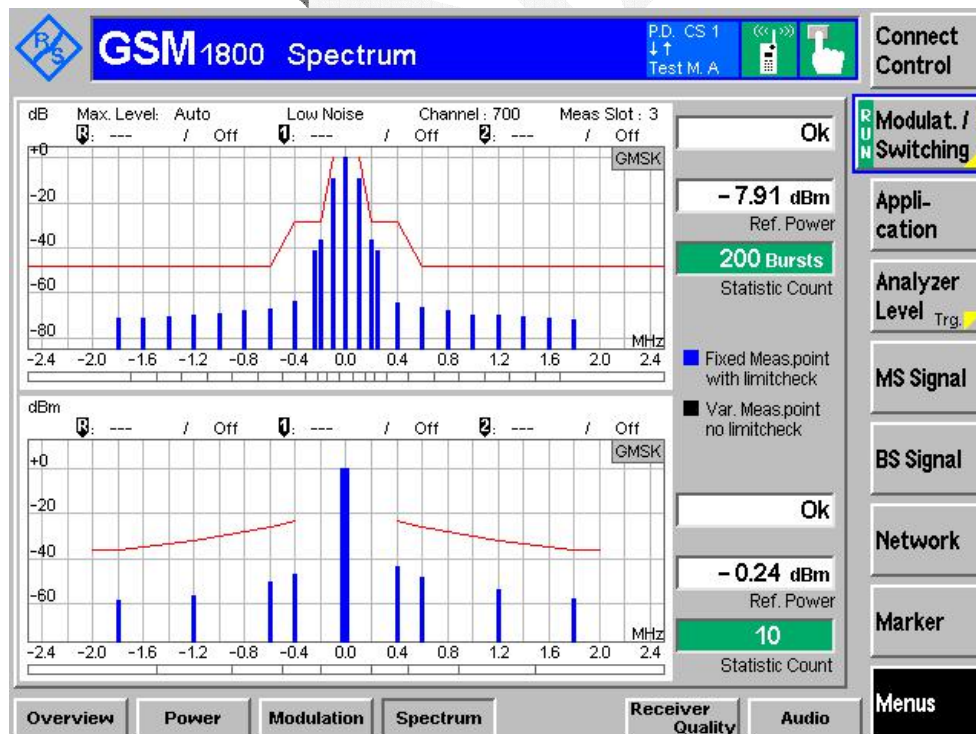 R/S
GSM 1800 Spectrum
P.D. CS 1
↓↑
Test M. A
Connect Control
dB Max. Level: Auto Low Noise Channel : 700 Meas Slot : 3
R: --- / Off 1: --- / Off 2: --- / Off
GMSK
+0
-20
-40
-60
-80
MHz
-2.4 -2.0 -1.6 -1.2 -0.8 -0.4 0.0 0.4 0.8 1.2 1.6 2.0 2.4
Ok
-7.91 dBm
Ref. Power
200 Bursts
Statistic Count
Fixed Meas.point
with limitcheck
Var. Meas.point
no limitcheck
dBm
R: --- / Off 1: --- / Off 2: --- / Off
GMSK
+0
-20
-40
-60
MHz
-2.4 -2.0 -1.6 -1.2 -0.8 -0.4 0.0 0.4 0.8 1.2 1.6 2.0 2.4
Ok
-0.24 dBm
Ref. Power
10
Statistic Count
RUN
Modulat. /
Switching
Appli-
cation
Analyzer
Level Trg.
MS Signal
BS Signal
Network
Marker
Menus
Overview Power Modulation Spectrum Receiver Quality Audio